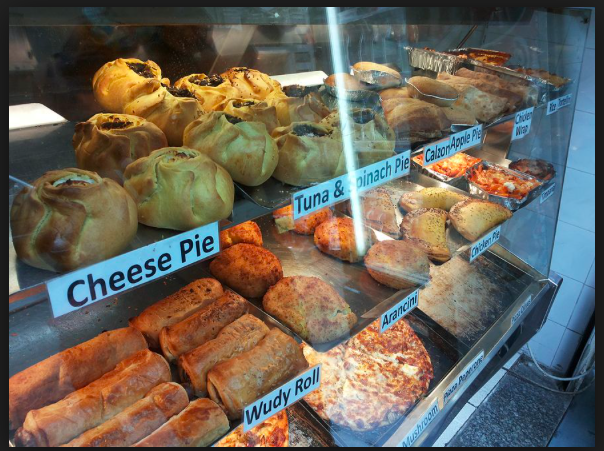 Cheese Pie
Tuna & Spinach Pie
Calzon
Apple Pie
Chicken
Wrap
Wudy Roll
Arancini
Chicken Pie
Mushroom